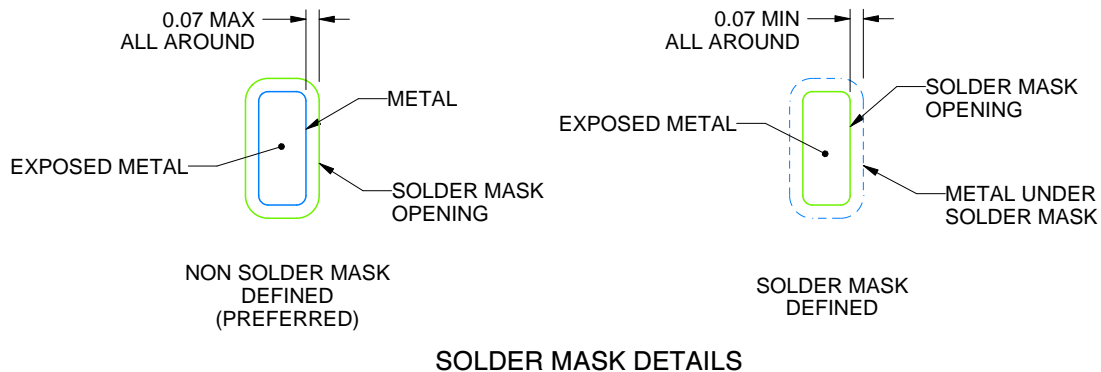 0.07 MAX
ALL AROUND
METAL
EXPOSED METAL
SOLDER MASK
OPENING
NON SOLDER MASK
DEFINED
(PREFERRED)
0.07 MIN
ALL AROUND
SOLDER MASK
OPENING
EXPOSED METAL
METAL UNDER
SOLDER MASK
SOLDER MASK
DEFINED
SOLDER MASK DETAILS